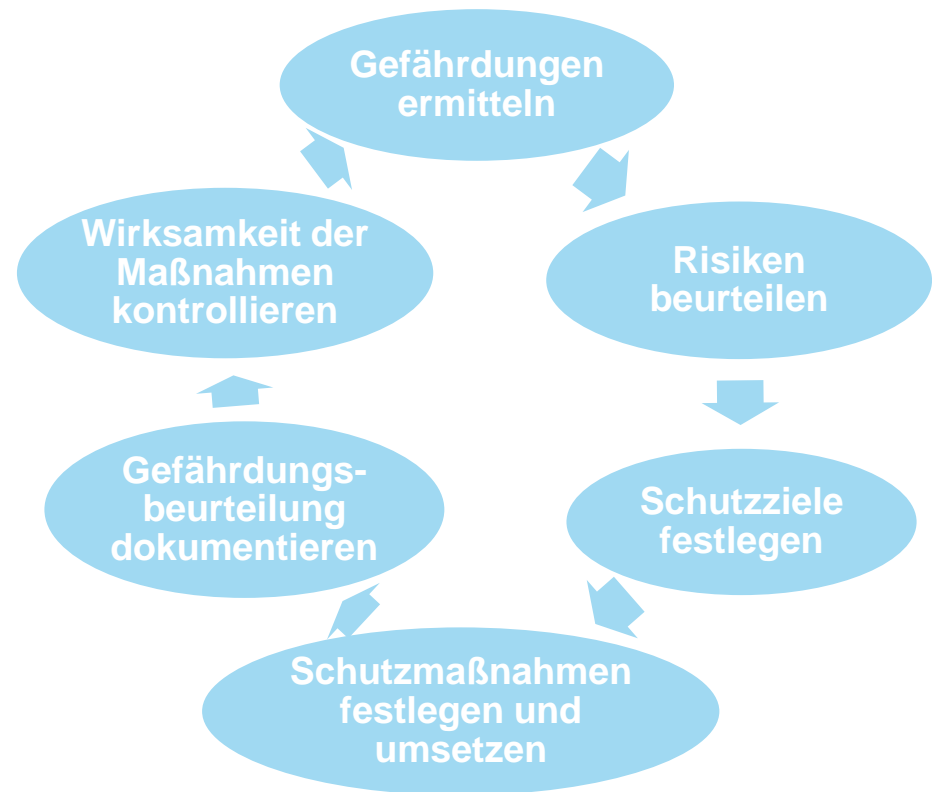 Gefährdungen
ermitteln
Risiken
beurteilen
Schutzziele
festlegen
Schutzmaßnahmen
festlegen und
umsetzen
Gefährdungs-
beurteilung
dokumentieren
Wirksamkeit der
Maßnahmen
kontrollieren